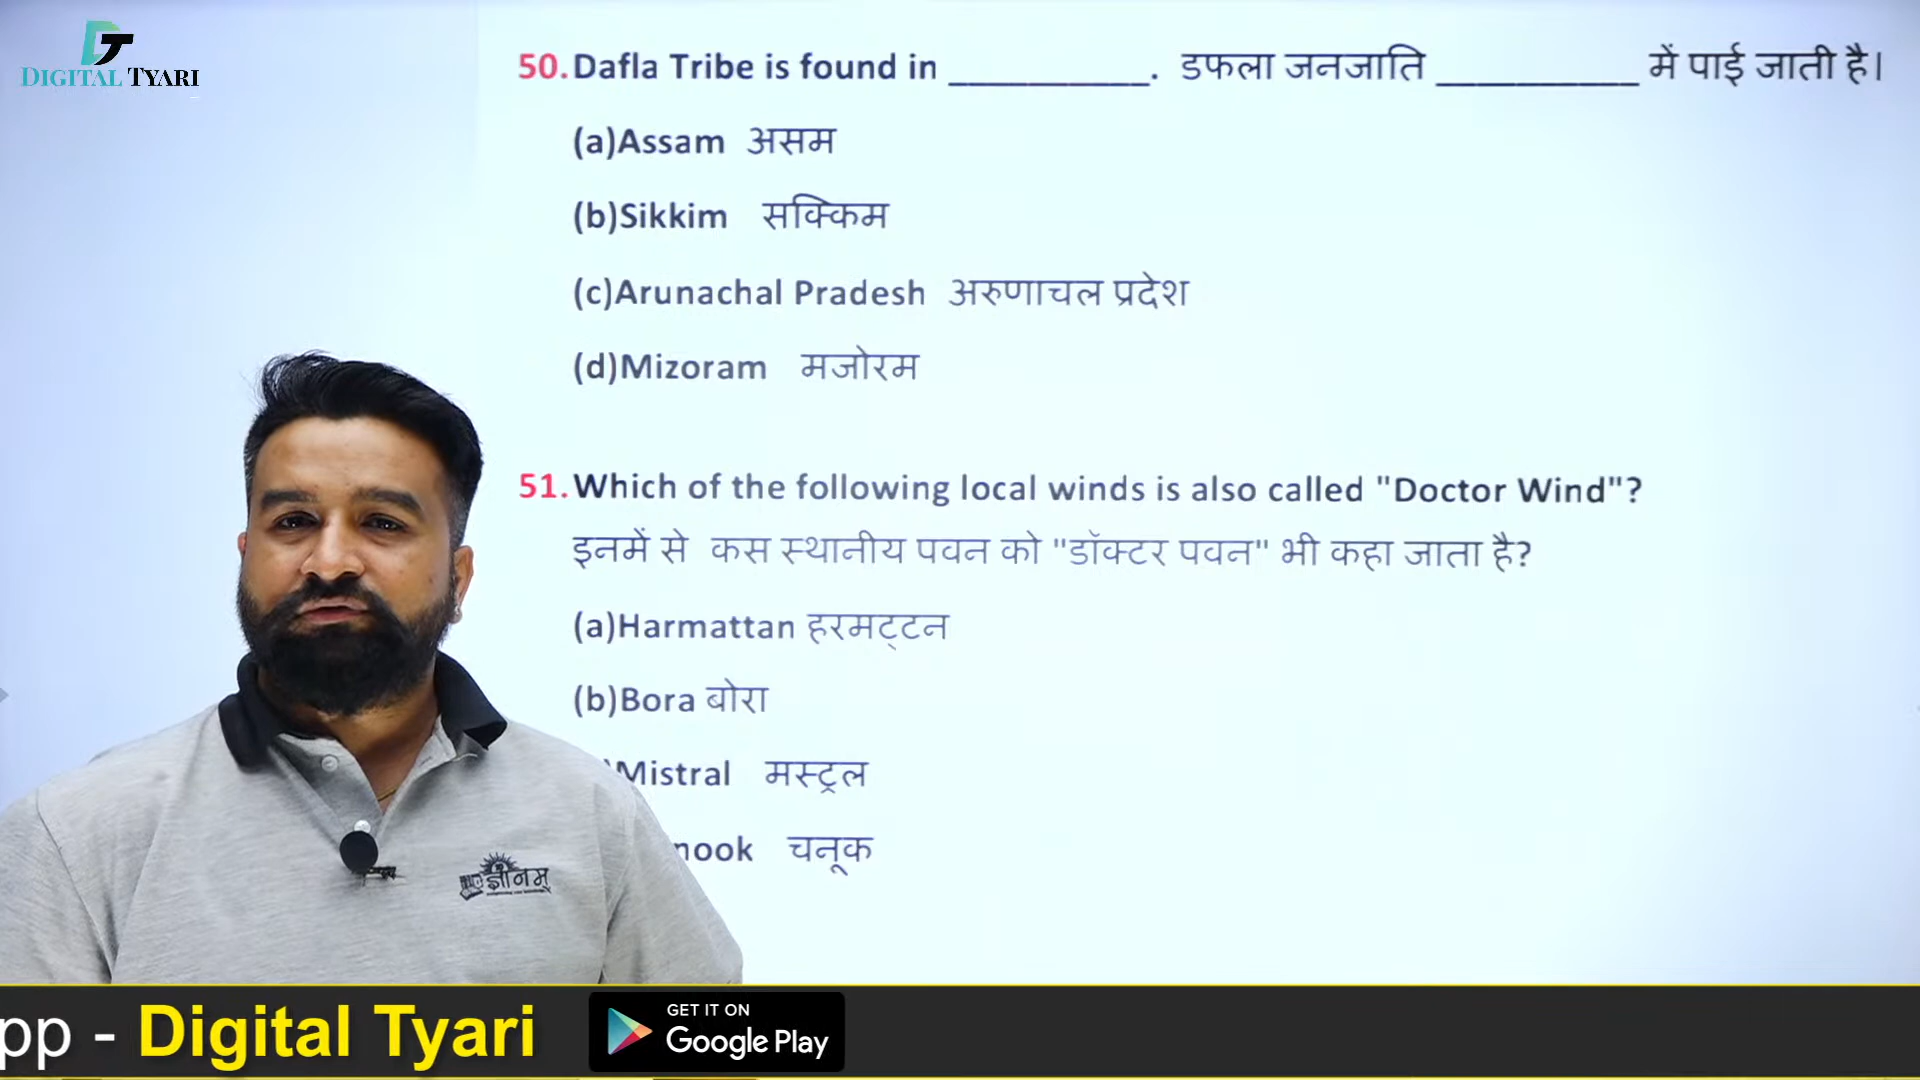 DT
DIGITAL TYARI
50. Dafla Tribe is found in __________. डफला जनजाति __________ में पाई जाती है।
(a)Assam असम
(b)Sikkim सक्किम
(c)Arunachal Pradesh अरुणाचल प्रदेश
(d)Mizoram मजोरम
51. Which of the following local winds is also called "Doctor Wind"?
इनमें से कस स्थानीय पवन को "डॉक्टर पवन" भी कहा जाता है?
(a)Harmattan हरमट्टन
(b)Bora बोरा
)Mistral मस्ट्रल
nook चनूक
ज्ञानम्
pp - Digital Tyari
GET IT ON
Google Play